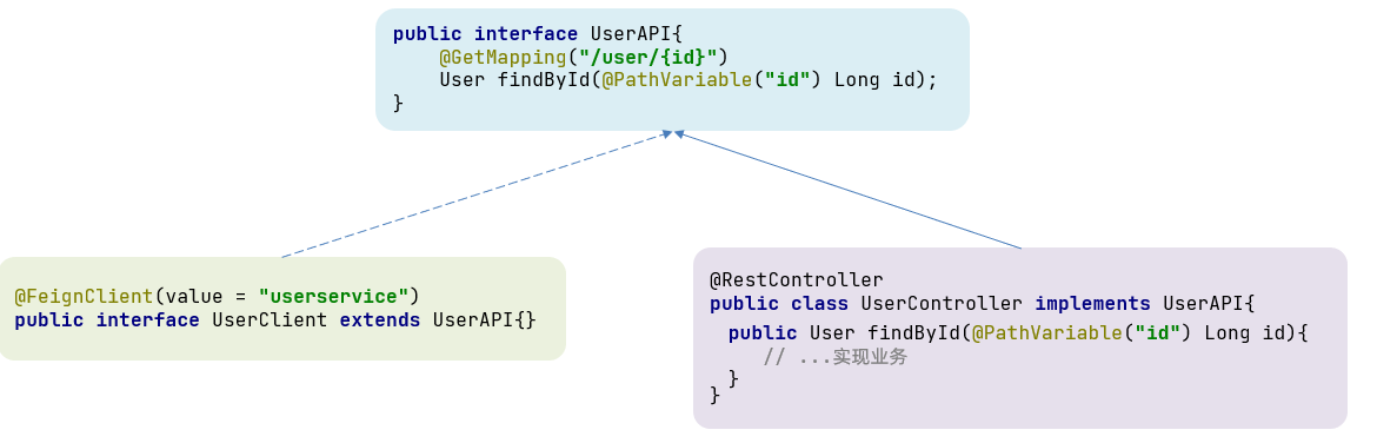 public interface UserAPI{
    @GetMapping("/user/{id}")
    User findById(@PathVariable("id") Long id);
}
@FeignClient(value = "userservice")
public interface UserClient extends UserAPI{}
@RestController
public class UserController implements UserAPI{
  public User findById(@PathVariable("id") Long id){
     // ...实现业务
  }
}